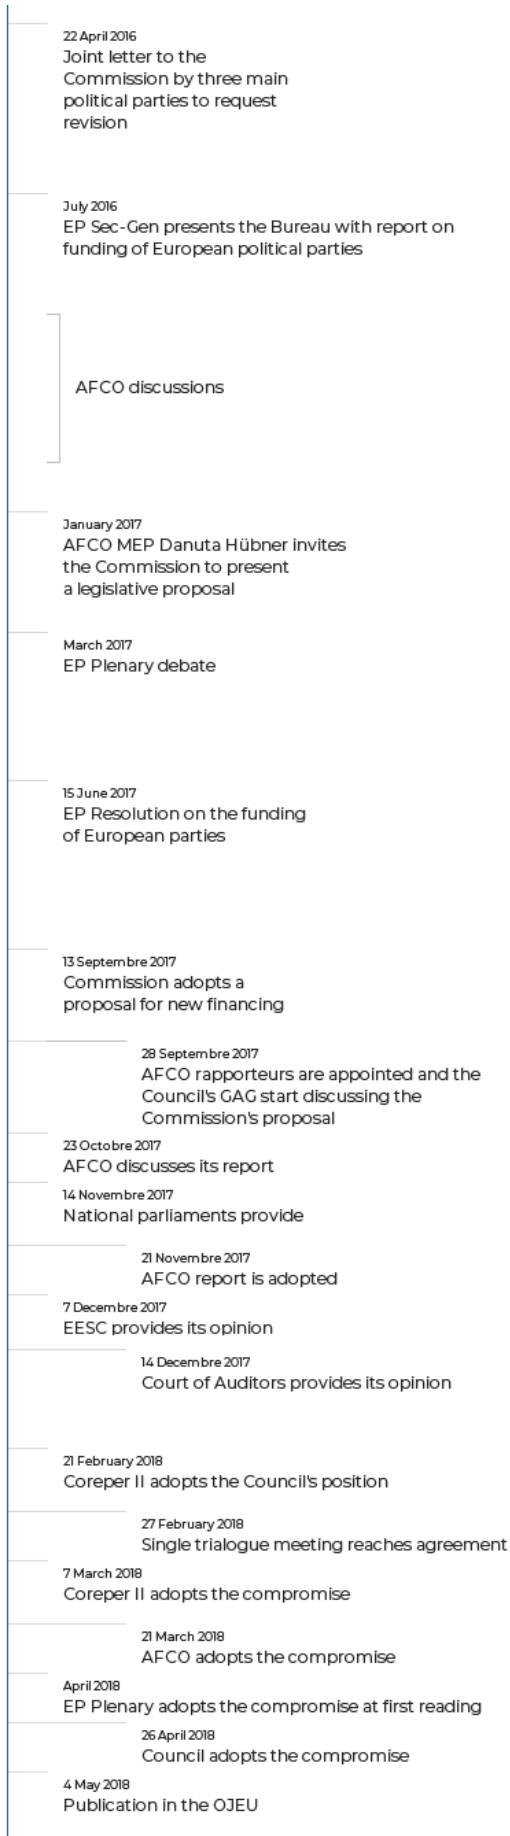 22 April 2016
Joint letter to the
Commission by three main
political parties to request
revision
July 2016
EP Sec-Gen presents the Bureau with report on
funding of European political parties
AFCO discussions
January 2017
AFCO MEP Danuta Hübner invites
the Commission to present
a legislative proposal
March 2017
EP Plenary debate
15 June 2017
EP Resolution on the funding
of European parties
13 Septembre 2017
Commission adopts a
proposal for new financing
28 Septembre 2017
AFCO rapporteurs are appointed and the
Council's GAG start discussing the
Commission's proposal
23 Octobre 2017
AFCO discusses its report
14 Novembre 2017
National parliaments provide
21 Novembre 2017
AFCO report is adopted
7 Decembre 2017
EESC provides its opinion
14 Decembre 2017
Court of Auditors provides its opinion
21 February 2018
Coreper II adopts the Council's position
27 February 2018
Single trialogue meeting reaches agreement
7 March 2018
Coreper II adopts the compromise
21 March 2018
AFCO adopts the compromise
April 2018
EP Plenary adopts the compromise at first reading
26 April 2018
Council adopts the compromise
4 May 2018
Publication in the OJEU